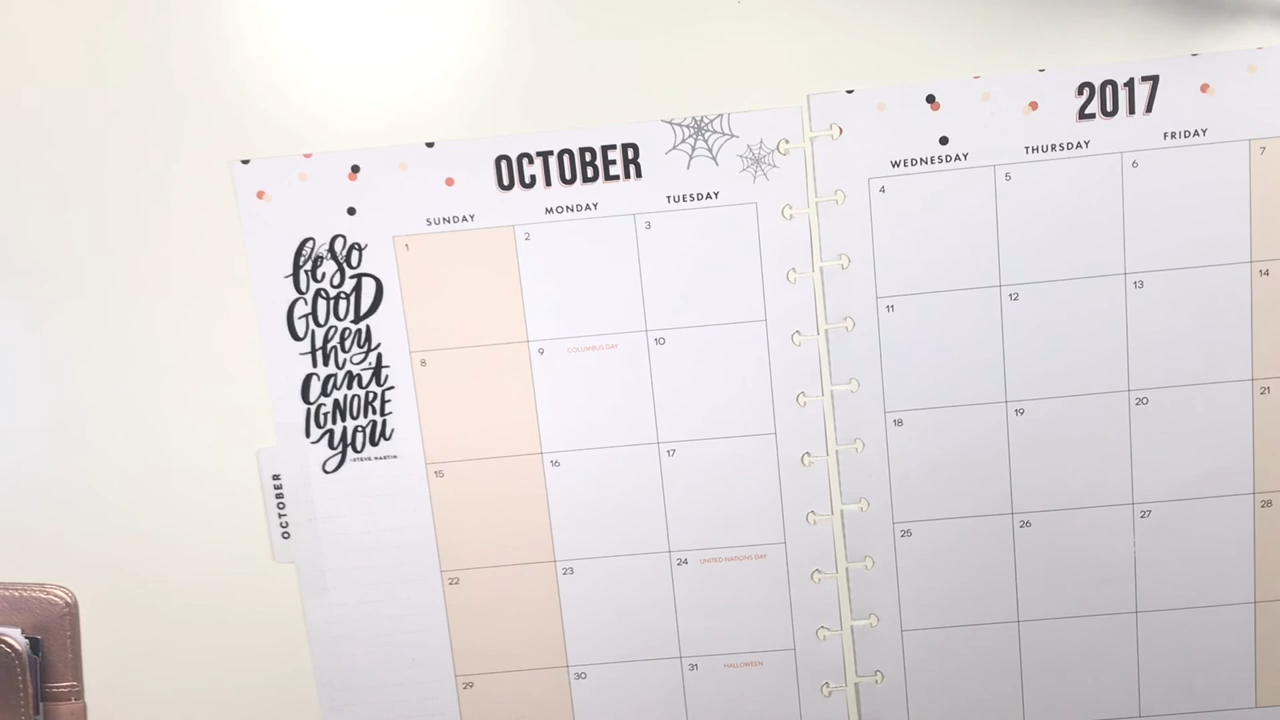 OCTOBER
2017
SUNDAY MONDAY TUESDAY WEDNESDAY THURSDAY FRIDAY
be so
GOOD
they
can't
IGNORE
you
-STEVE MARTIN
OCTOBER
1 2 3 4 5 6 7
8 9 COLUMBUS DAY 10 11 12 13 14
15 16 17 18 19 20 21
22 23 24 UNITED NATIONS DAY 25 26 27 28
29 30 31 HALLOWEEN